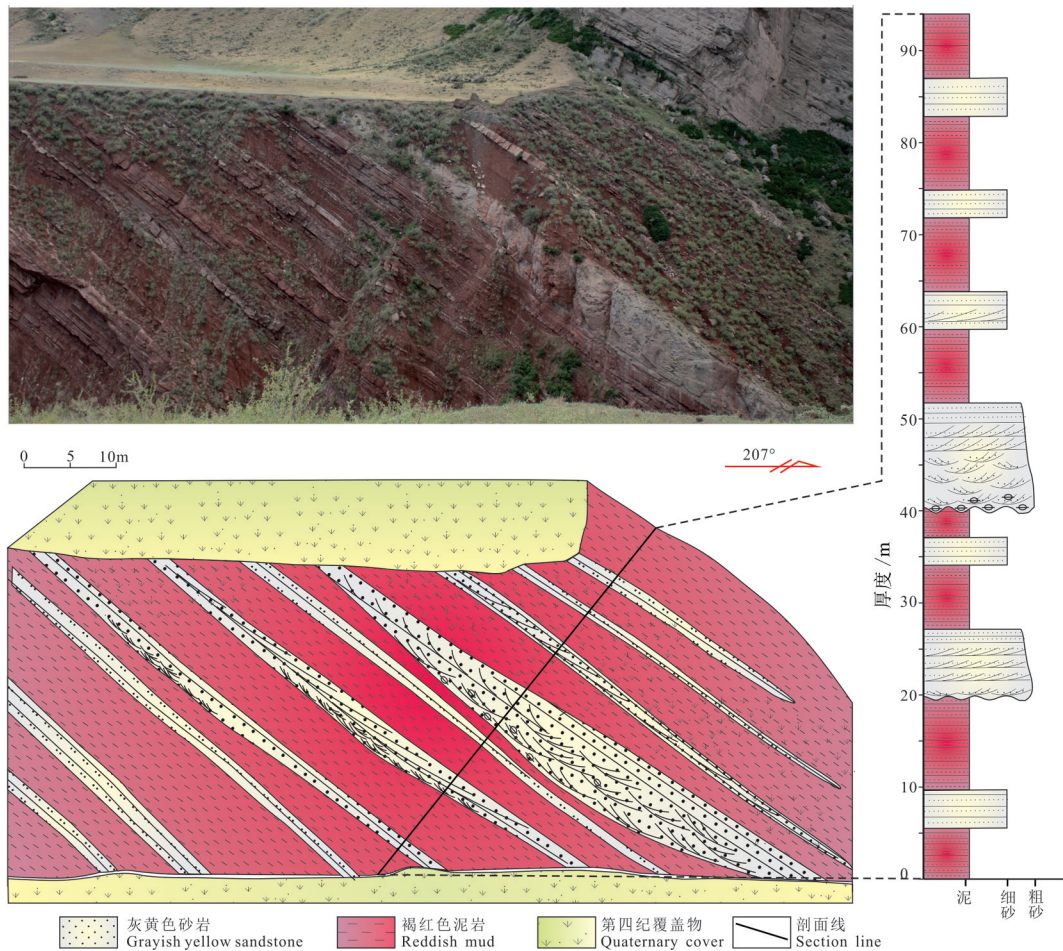 0 5 10m
207°
90
80
70
60
50
40
30
20
10
0
厚度 /m
泥 细砂 粗砂
灰黄色砂岩
Grayish yellow sandstone
褐红色泥岩
Reddish mud
第四纪覆盖物
Quaternary cover
剖面线
Section line